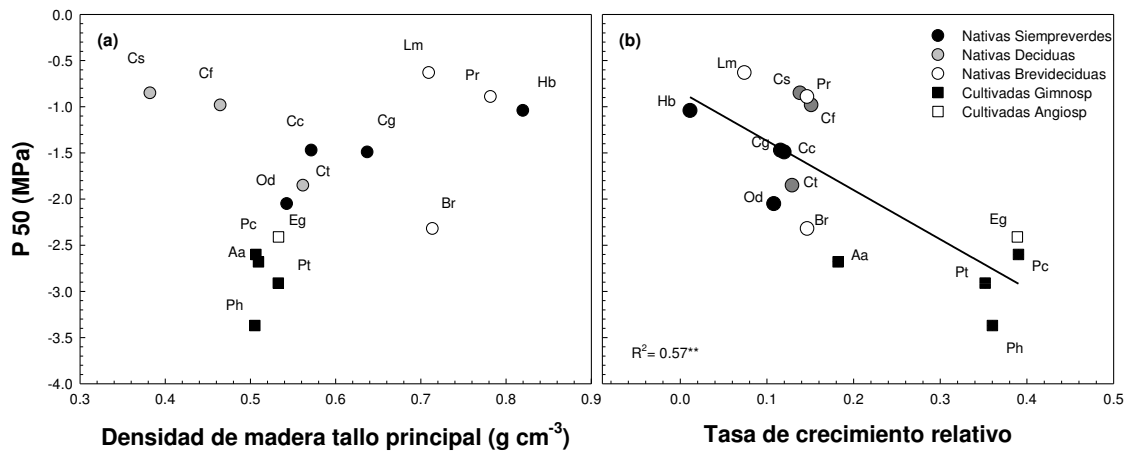 (a)
Cs
Cf
Lm
Pr
Hb
Cc
Cg
Ct
Od
Eg
Br
Pc
Aa
Pt
Ph
P 50 (MPa)
0.0
-0.5
-1.0
-1.5
-2.0
-2.5
-3.0
-3.5
-4.0
0.3 0.4 0.5 0.6 0.7 0.8 0.9
Densidad de madera tallo principal (g cm⁻³)
(b)
Nativas Siempreverdes
Nativas Deciduas
Nativas Brevideciduas
Cultivadas Gimnosp
Cultivadas Angiosp
Lm
Cs
Pr
Hb
Cf
Cg
Cc
Ct
Od
Br
Eg
Aa
Pc
Pt
Ph
R²= 0.57**
0.0 0.1 0.2 0.3 0.4 0.5
Tasa de crecimiento relativo